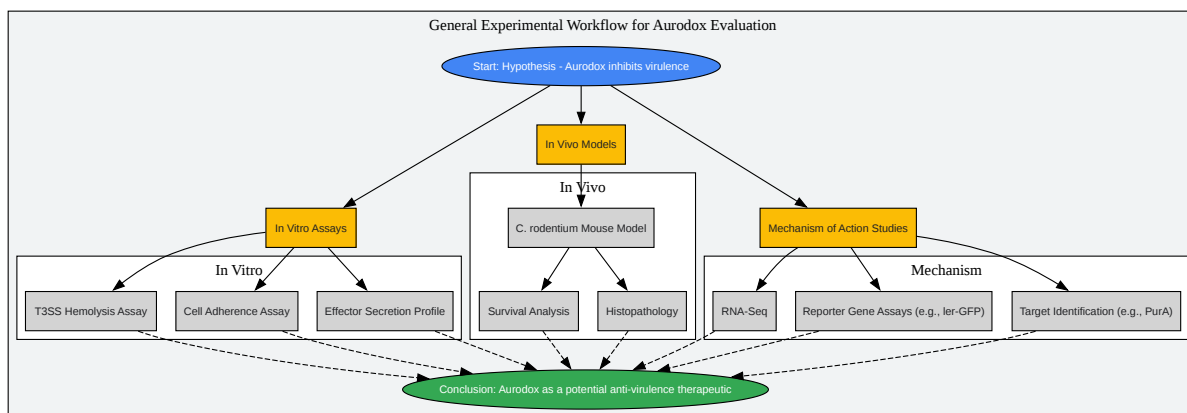 General Experimental Workflow for Aurodox Evaluation
Start: Hypothesis - Aurodox inhibits virulence
In Vivo Models
In Vivo
In Vitro Assays
C. rodentium Mouse Model
Mechanism of Action Studies
In Vitro
Mechanism
T3SS Hemolysis Assay
Cell Adherence Assay
Effector Secretion Profile
Survival Analysis
Histopathology
RNA-Seq
Reporter Gene Assays (e.g., ler-GFP)
Target Identification (e.g., PurA)
Conclusion: Aurodox as a potential anti-virulence therapeutic